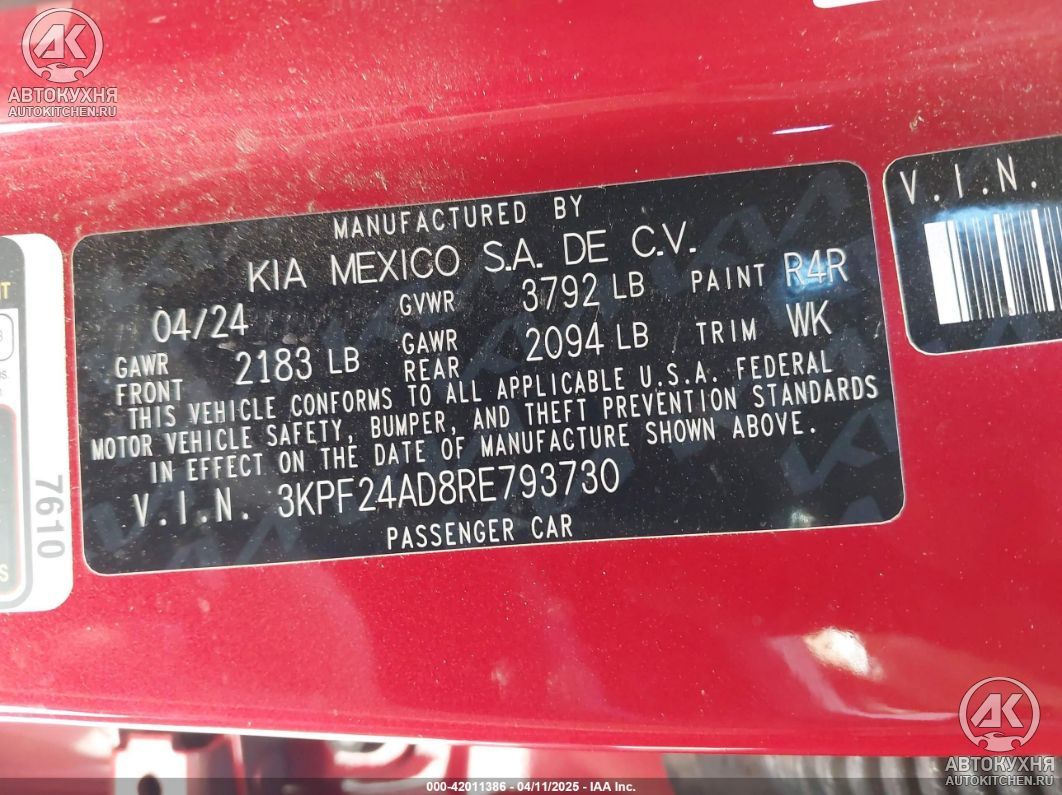 АК
АВТОКУХНЯ
AUTOKITCHEN.RU
MANUFACTURED BY
KIA MEXICO S.A. DE C.V.
04/24 GVWR 3792 LB PAINT R4R
GAWR FRONT 2183 LB GAWR REAR 2094 LB TRIM WK
THIS VEHICLE CONFORMS TO ALL APPLICABLE U.S.A. FEDERAL
MOTOR VEHICLE SAFETY, BUMPER, AND THEFT PREVENTION STANDARDS
IN EFFECT ON THE DATE OF MANUFACTURE SHOWN ABOVE.
V.I.N. 3KPF24AD8RE793730
PASSENGER CAR
V.I.N.
7610
АК
АВТОКУХНЯ
AUTOKITCHEN.RU
000-42011386 - 04/11/2025 - IAA Inc.